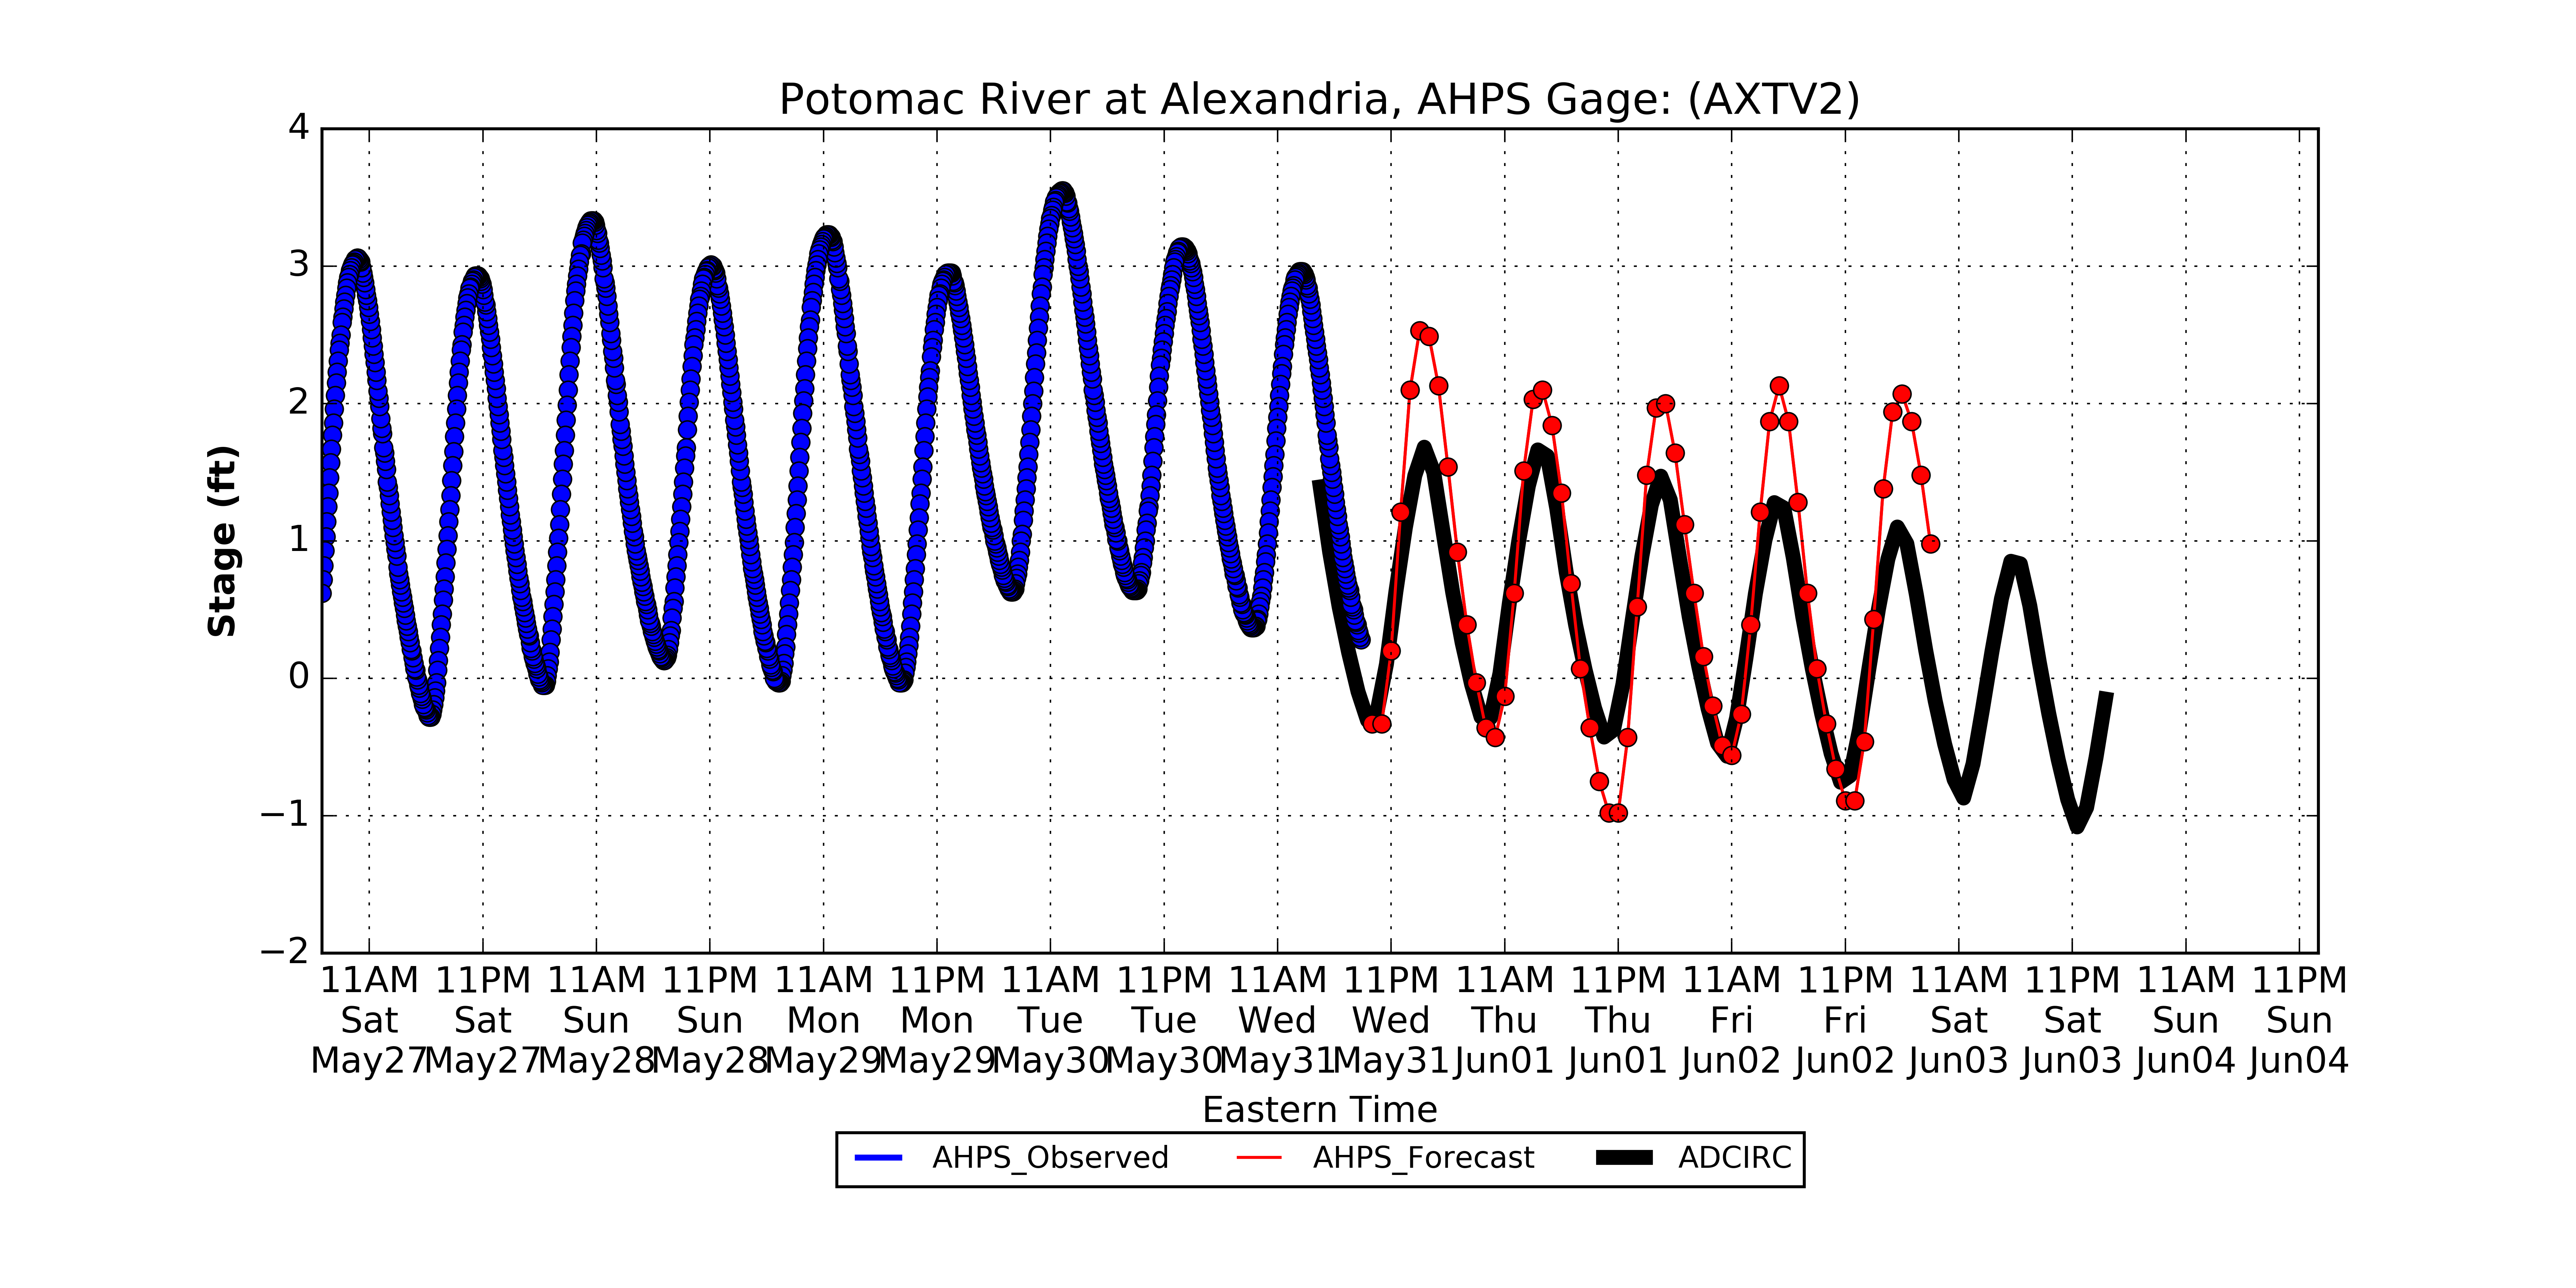 Potomac River at Alexandria, AHPS Gage: (AXTV2)
4
3
2
1
0
−1
−2
Stage (ft)
11AM 11PM 11AM 11PM 11AM 11PM 11AM 11PM 11AM 11PM 11AM 11PM 11AM 11PM 11AM 11PM 11AM 11PM
Sat Sat Sun Sun Mon Mon Tue Tue Wed Wed Thu Thu Fri Fri Sat Sat Sun Sun
May27 May27 May28 May28 May29 May29 May30 May30 May31 May31 Jun01 Jun01 Jun02 Jun02 Jun03 Jun03 Jun04 Jun04
Eastern Time
AHPS_Observed AHPS_Forecast ADCIRC